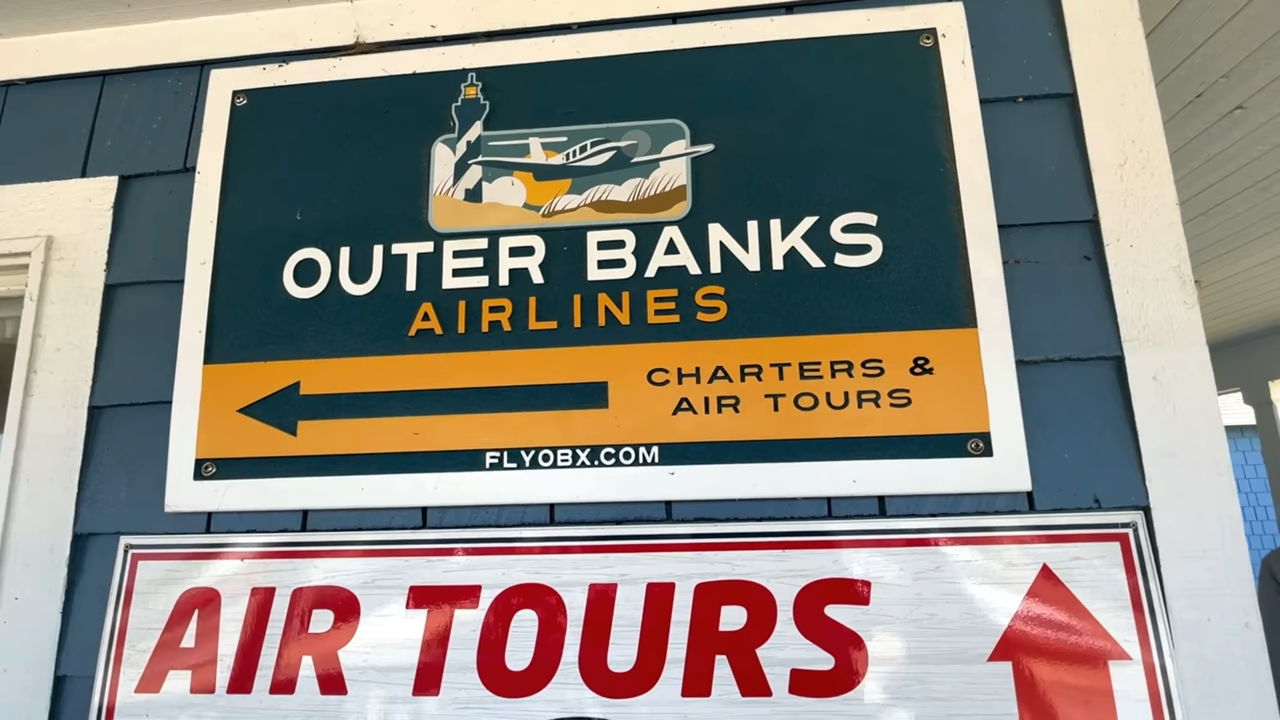 OUTER BANKS
AIRLINES
CHARTERS &
AIR TOURS
FLYOBX.COM
AIR TOURS